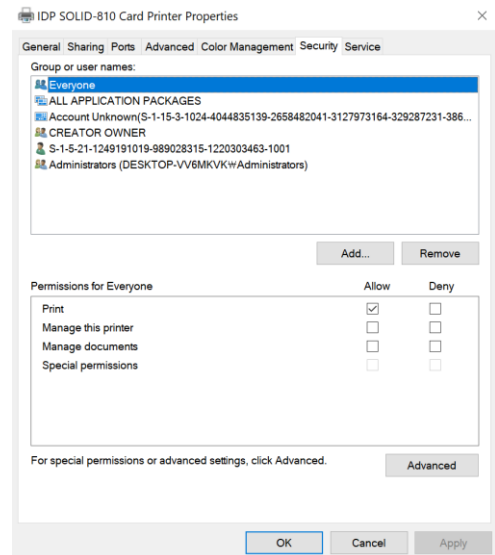 IDP SOLID-810 Card Printer Properties
General Sharing Ports Advanced Color Management Security Service
Group or user names:
Everyone
ALL APPLICATION PACKAGES
Account Unknown(S-1-15-3-1024-4044835139-2658482041-3127973164-329287231-386...
CREATOR OWNER
S-1-5-21-1249191019-989028315-1220303463-1001
Administrators (DESKTOP-VV6MKVK₩Administrators)
Add... Remove
Permissions for Everyone Allow Deny
Print
Manage this printer
Manage documents
Special permissions
For special permissions or advanced settings, click Advanced.
Advanced
OK Cancel Apply